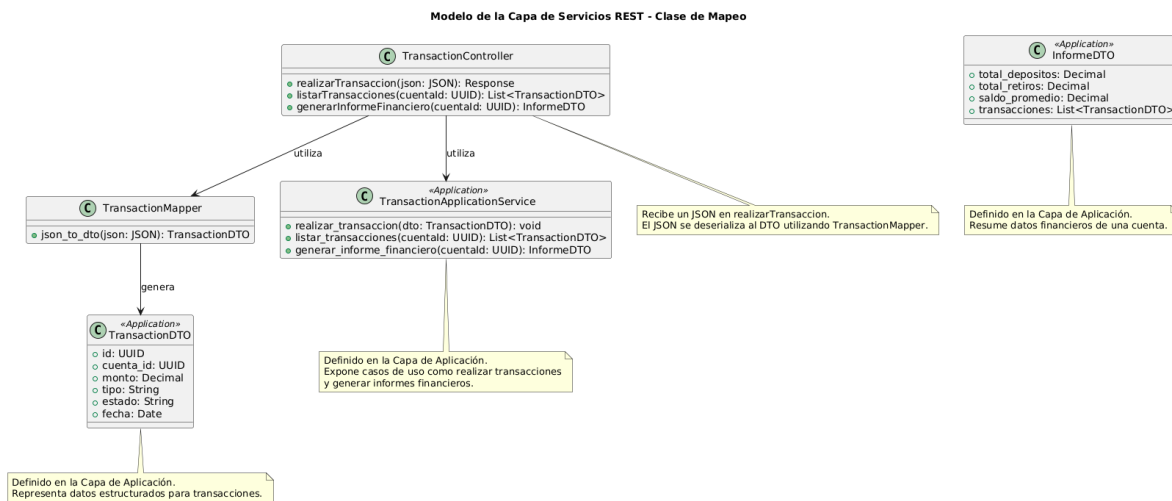 Modelo de la Capa de Servicios REST - Clase de Mapeo
C TransactionController
realizarTransaccion(json: JSON): Response
listarTransacciones(cuentaId: UUID): List<TransactionDTO>
generarInformeFinanciero(cuentaId: UUID): InformeDTO
«Application»
C InformeDTO
total_depositos: Decimal
total_retiros: Decimal
saldo_promedio: Decimal
transacciones: List<TransactionDTO>
utiliza
utiliza
C TransactionMapper
json_to_dto(json: JSON): TransactionDTO
«Application»
C TransactionApplicationService
realizar_transaccion(dto: TransactionDTO): void
listar_transacciones(cuentaId: UUID): List<TransactionDTO>
generar_informe_financiero(cuentaId: UUID): InformeDTO
Recibe un JSON en realizarTransaccion.
El JSON se deserializa al DTO utilizando TransactionMapper.
Definido en la Capa de Aplicación.
Resume datos financieros de una cuenta.
genera
«Application»
C TransactionDTO
id: UUID
cuenta_id: UUID
monto: Decimal
tipo: String
estado: String
fecha: Date
Definido en la Capa de Aplicación.
Expone casos de uso como realizar transacciones
y generar informes financieros.
Definido en la Capa de Aplicación.
Representa datos estructurados para transacciones.